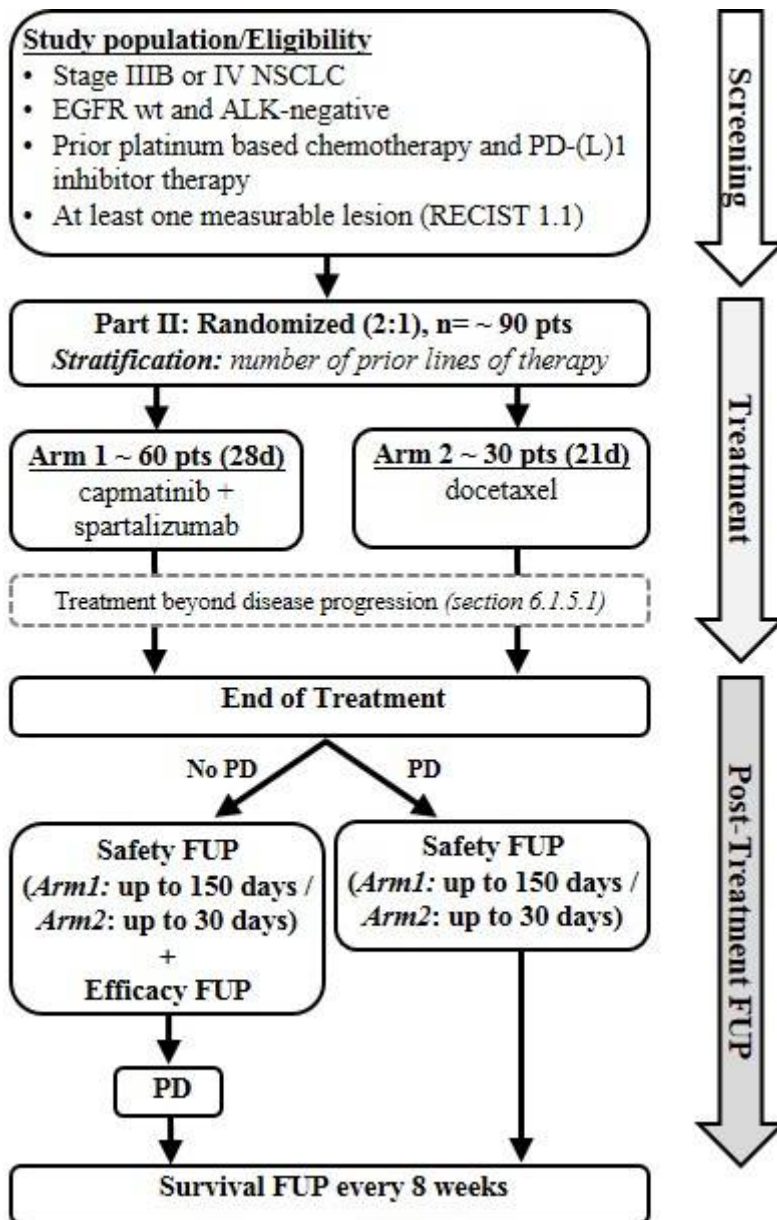 Study population/Eligibility
• Stage IIIB or IV NSCLC
• EGFR wt and ALK-negative
• Prior platinum based chemotherapy and PD-(L)1
inhibitor therapy
• At least one measurable lesion (RECIST 1.1)
Screening
Part II: Randomized (2:1), n= ~ 90 pts
Stratification: number of prior lines of therapy
Arm 1 ~ 60 pts (28d)
capmatinib +
spartalizumab
Arm 2 ~ 30 pts (21d)
docetaxel
Treatment beyond disease progression (section 6.1.5.1)
Treatment
End of Treatment
No PD
PD
Safety FUP
(Arm1: up to 150 days /
Arm2: up to 30 days)
+
Efficacy FUP
Safety FUP
(Arm1: up to 150 days /
Arm2: up to 30 days)
PD
Survival FUP every 8 weeks
Post-Treatment FUP